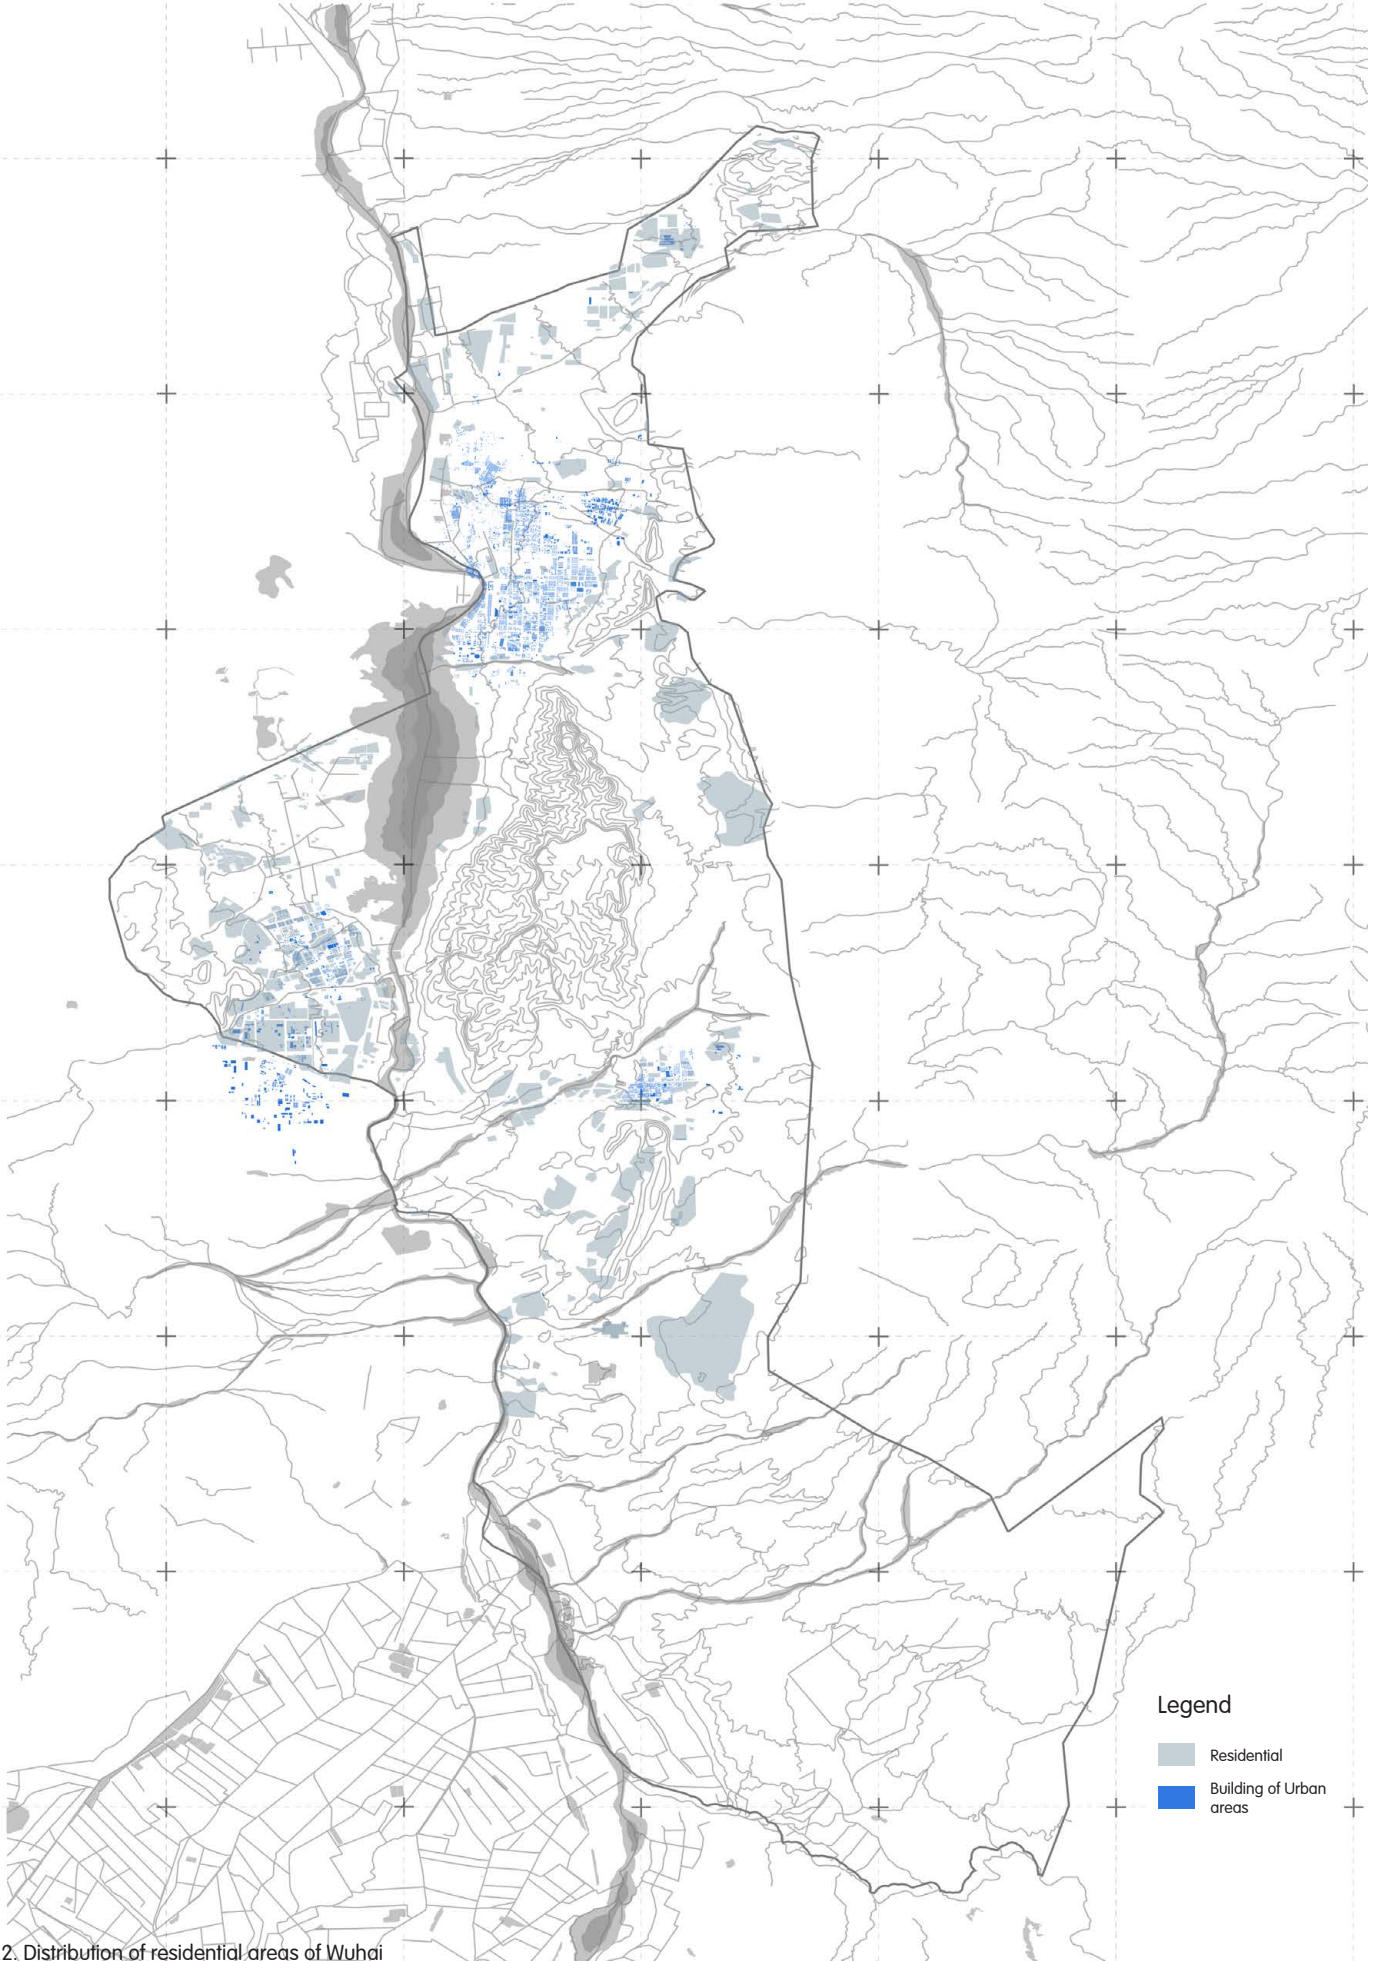 Legend
Residential
Building of Urban
areas
2. Distribution of residential areas of Wuhai